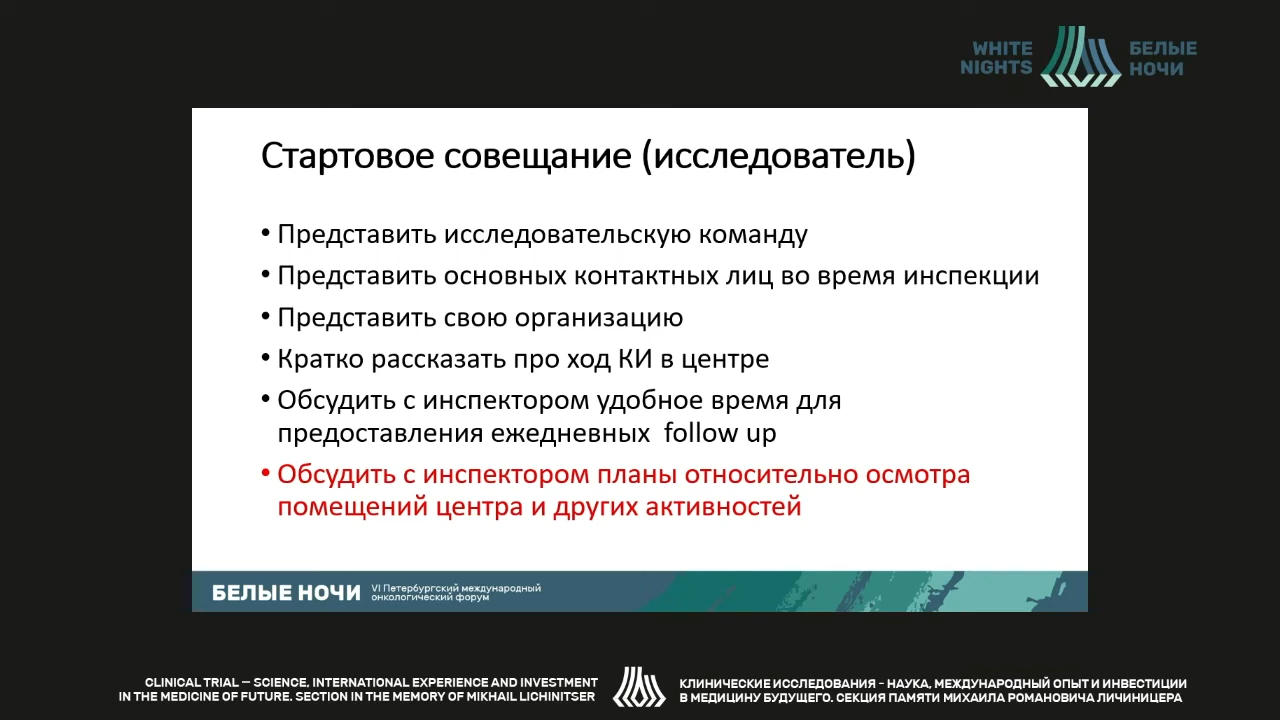 WHITE
NIGHTS
БЕЛЫЕ
НОЧИ
Стартовое совещание (исследователь)
• Представить исследовательскую команду
• Представить основных контактных лиц во время инспекции
• Представить свою организацию
• Кратко рассказать про ход КИ в центре
• Обсудить с инспектором удобное время для
предоставления ежедневных follow up
• Обсудить с инспектором планы относительно осмотра
помещений центра и других активностей
БЕЛЫЕ НОЧИ
VI Петербургский международный
онкологический форум
CLINICAL TRIAL – SCIENCE, INTERNATIONAL EXPERIENCE AND INVESTMENT
IN THE MEDICINE OF FUTURE. SECTION IN THE MEMORY OF MIKHAIL LICHINITSER
КЛИНИЧЕСКИЕ ИССЛЕДОВАНИЯ - НАУКА, МЕЖДУНАРОДНЫЙ ОПЫТ И ИНВЕСТИЦИИ
В МЕДИЦИНУ БУДУЩЕГО. СЕКЦИЯ ПАМЯТИ МИХАИЛА РОМАНОВИЧА ЛИЧИНИЦЕРА